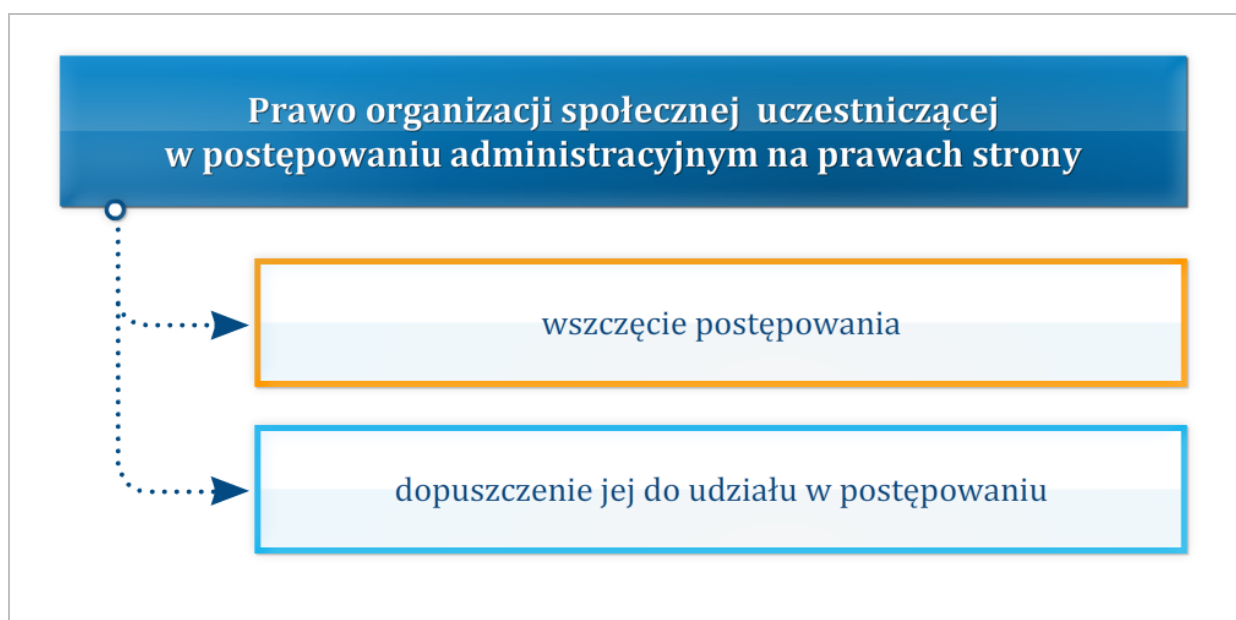 Prawo organizacji społecznej uczestniczącej
w postępowaniu administracyjnym na prawach strony
wszczęcie postępowania
dopuszczenie jej do udziału w postępowaniu